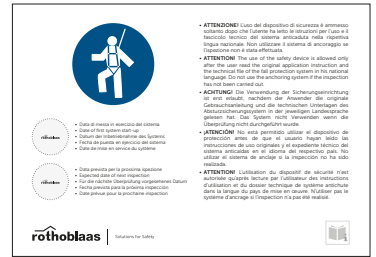 • ATTENZIONE! L'uso del dispositivo di sicurezza è ammesso
soltanto dopo che l'utente ha letto le istruzioni per l'uso e il
fascicolo tecnico del sistema anticaduta nella rispettiva
lingua nazionale. Non utilizzare il sistema di ancoraggio se
l'ispezione non è stata effettuata.
• ATTENTION! The use of the safety device is allowed only
after the user read the original application instruction and
the technical file of the fall protection system in his national
language. Do not use the anchoring system if the inspection
has not been carried out.
• ACHTUNG! Die Verwendung der Sicherungseinrichtung
ist erst erlaubt, nachdem der Anwender die originale
Gebrauchsanleitung und die technischen Unterlagen des
Absturzsicherungssystem in der jeweiligen Landessprache
gelesen hat. Das System nicht Verwenden wenn die
Überprüfung nicht durchgeführt wurde.
• ¡ATENCIÓN! No está permitido utilizar el dispositivo de
protección antes de que el usuario hayan leído las
instrucciones de uso originales y el expediente técnico del
sistema anticaídas en el idioma del respectivo país. No
utilizar el sistema de anclaje si la inspección no ha sido
realizada.
• ATTENTION! L'utilisation du dispositif de sécurité n'est
autorisée qu'après lecture par l'utilisateur des instructions
d'utilisation et du dossier technique de système antichute
dans la langue du pays de mise en œuvre. N'utilizer pas le
système d'ancrage si l'inspection n'a pas été realisé.
rothoblaas
• Data di messa in esercizio del sistema
• Date of first system start-up
• Datum der Inbetriebnahme des Systems
• Fecha de puesta en ejercicio del sistema
• Date de mise en service du système
rothoblaas
• Data prevista per la prossima ispezione
• Expected date of next inspection
• Für die nächste Überprüfung vorgesehenes Datum
• Fecha prevista para la próxima inspección
• Date prévue pour la prochaine inspection
rothoblaas
Solutions for Safety